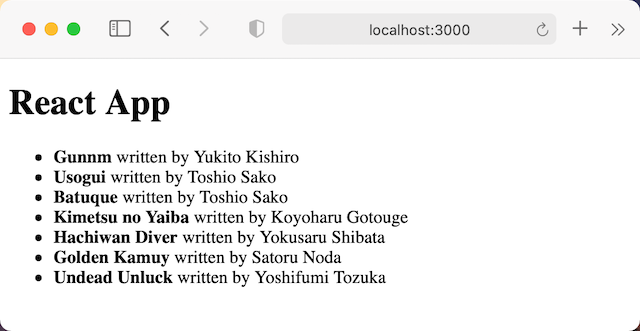 localhost:3000
React App
Gunnm written by Yukito Kishiro
Usogui written by Toshio Sako
Batuque written by Toshio Sako
Kimetsu no Yaiba written by Koyoharu Gotouge
Hachiwan Diver written by Yokusaru Shibata
Golden Kamuy written by Satoru Noda
Undead Unluck written by Yoshifumi Tozuka